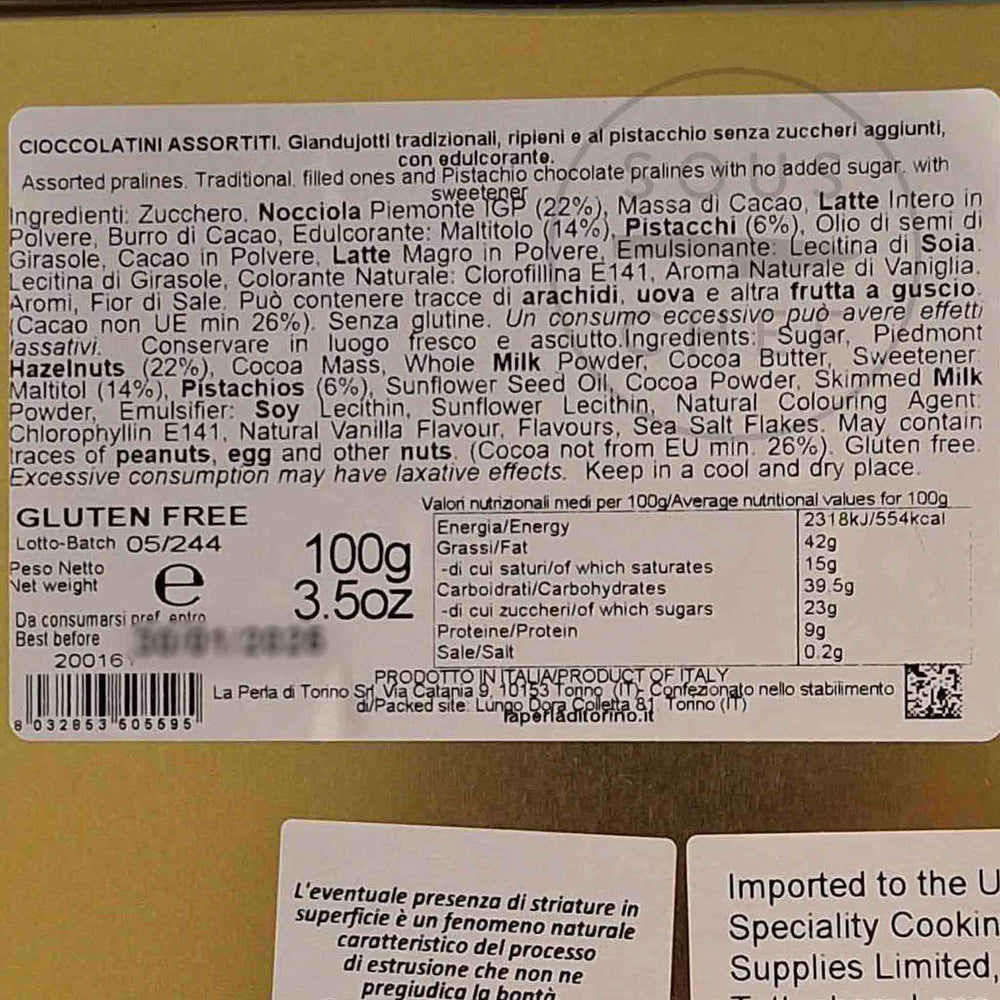 CIOCCOLATINI ASSORTITI. Giandujotti tradizionali, ripieni e al pistacchio senza zuccheri aggiunti,
con edulcorante.
Assorted pralines. Traditional, filled ones and Pistachio chocolate pralines with no added sugar, with
sweetener
Ingredienti: Zucchero, Nocciola Piemonte IGP (22%), Massa di Cacao, Latte Intero in
Polvere, Burro di Cacao, Edulcorante: Maltitolo (14%), Pistacchi (6%), Olio di semi di
Girasole, Cacao in Polvere, Latte Magro in Polvere, Emulsionante: Lecitina di Soia,
Lecitina di Girasole, Colorante Naturale: Clorofillina E141, Aroma Naturale di Vaniglia,
Aromi, Fior di Sale. Può contenere tracce di arachidi, uova e altra frutta a guscio.
(Cacao non UE min 26%). Senza glutine. Un consumo eccessivo può avere effetti
lassativi. Conservare in luogo fresco e asciutto.Ingredients: Sugar, Piedmont
Hazelnuts (22%), Cocoa Mass, Whole Milk Powder, Cocoa Butter, Sweetener:
Maltitol (14%), Pistachios (6%), Sunflower Seed Oil, Cocoa Powder, Skimmed Milk
Powder, Emulsifier: Soy Lecithin, Sunflower Lecithin, Natural Colouring Agent:
Chlorophyllin E141, Natural Vanilla Flavour, Flavours, Sea Salt Flakes. May contain
traces of peanuts, egg and other nuts. (Cocoa not from EU min. 26%). Gluten free.
Excessive consumption may have laxative effects. Keep in a cool and dry place.
SOUS
CHEF
GLUTEN FREE
Lotto-Batch 05/244
Peso Netto
Net weight
e
100g
3.5oz
Da consumarsi pref. entro
Best before
20016
8 032853 505595
Valori nutrizionali medi per 100g/Average nutritional values for 100g
Energia/Energy 2318kJ/554kcal
Grassi/Fat 42g
-di cui saturi/of which saturates 15g
Carboidrati/Carbohydrates 39.5g
-di cui zuccheri/of which sugars 23g
Proteine/Protein 9g
Sale/Salt 0.2g
PRODOTTO IN ITALIA/PRODUCT OF ITALY
La Perla di Torino Srl Via Catania 9, 10153 Torino (IT)- Confezionato nello stabilimento
di/Packed site: Lungo Dora Colletta 81, Torino (IT)
laperladitorino.it
L'eventuale presenza di striature in
superficie è un fenomeno naturale
caratteristico del processo
di estrusione che non ne
pregiudica la bontà
Imported to the U
Speciality Cookin
Supplies Limited,